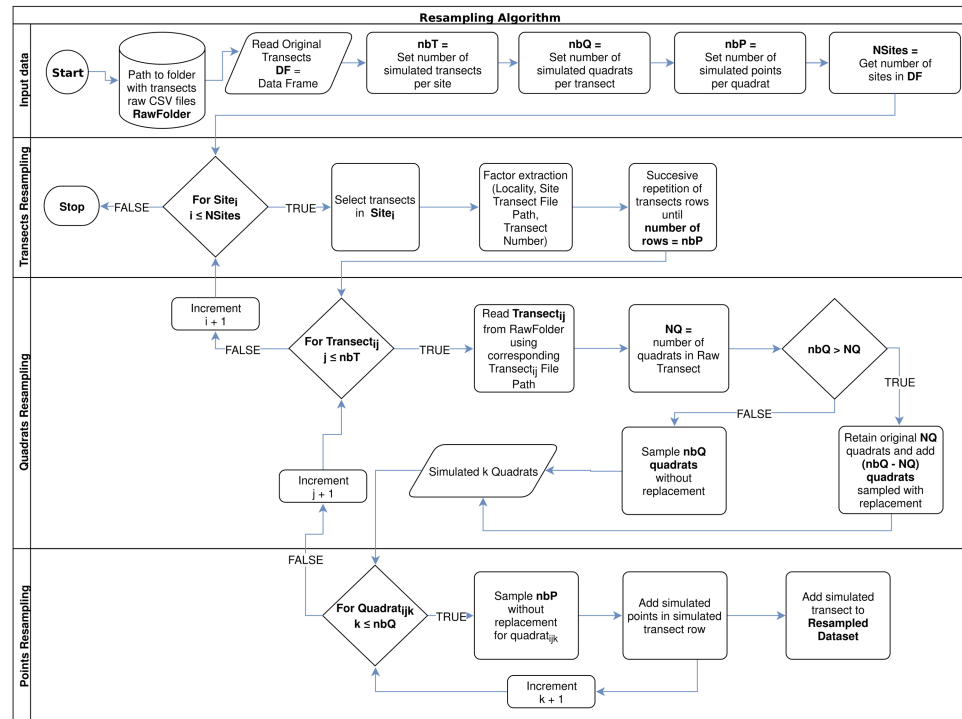 Resampling Algorithm
Input data
Start
Path to folder
with transects
raw CSV files
RawFolder
Read Original
Transects
DF =
Data Frame
nbT =
Set number of
simulated transects
per site
nbQ =
Set number of
simulated quadrats
per transect
nbP =
Set number of
simulated points
per quadrat
NSites =
Get number of
sites in DF
Transects Resampling
Stop
FALSE
For Siteᵢ
i ≤ NSites
TRUE
Select transects
in Siteᵢ
Factor extraction
(Locality, Site
Transect File
Path,
Transect
Number)
Succesive
repetition of
transects rows
until
number of
rows = nbP
Quadrats Resampling
Increment
i + 1
FALSE
For Transectᵢⱼ
j ≤ nbT
TRUE
Read Transectᵢⱼ
from RawFolder
using
corresponding
Transectᵢⱼ File
Path
NQ =
number of
quadrats in Raw
Transect
nbQ > NQ
TRUE
FALSE
Increment
j + 1
Simulated k Quadrats
Sample nbQ
quadrats
without
replacement
Retain original NQ
quadrats and add
(nbQ - NQ)
quadrats
sampled with
replacement
Points Resampling
FALSE
For Quadratᵢⱼₖ
k ≤ nbQ
TRUE
Sample nbP
without
replacement
for quadratᵢⱼₖ
Add simulated
points in simulated
transect row
Add simulated
transect to
Resampled
Dataset
Increment
k + 1